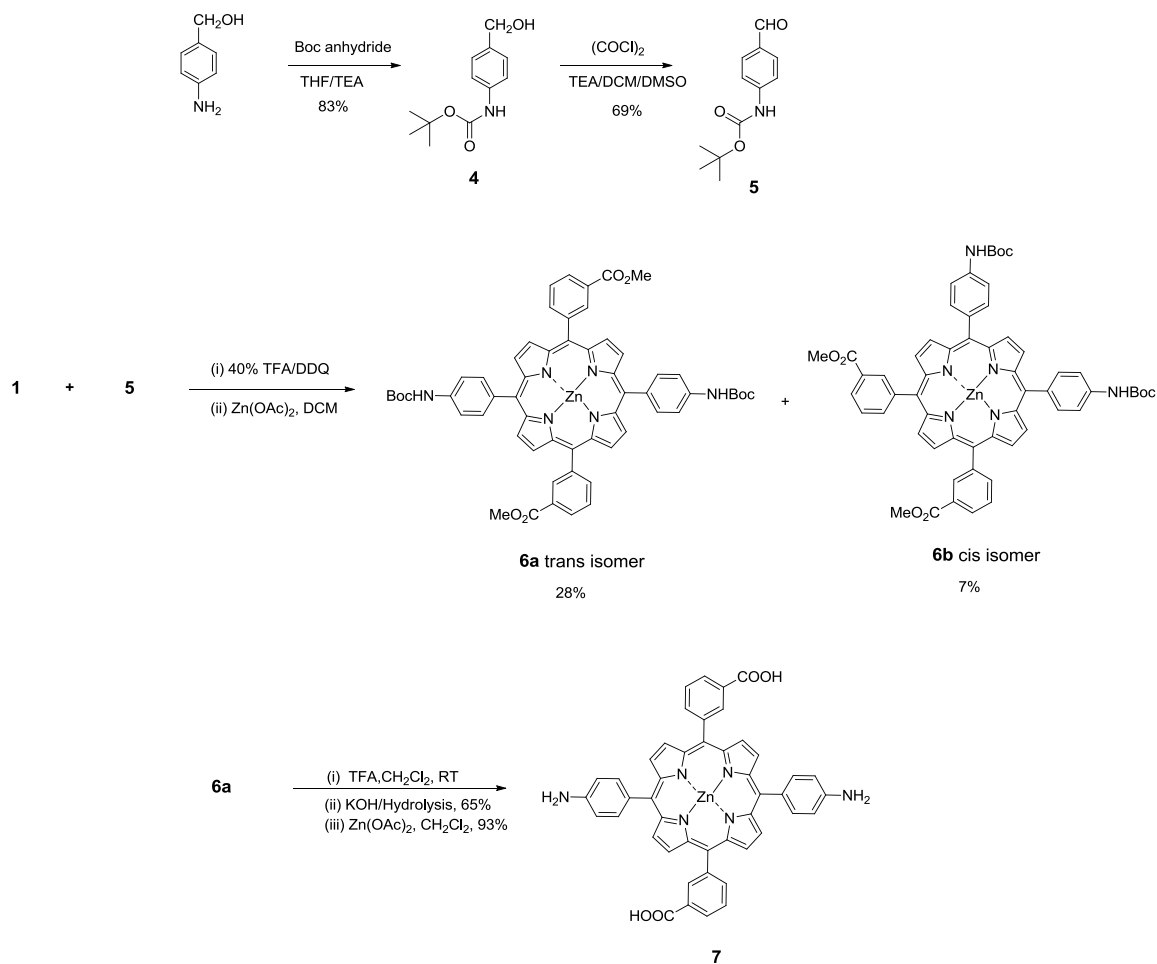 CH2OH
NH2
Boc anhydride
THF/TEA
83%
CH2OH
O
NH
O
4
(COCl)2
TEA/DCM/DMSO
69%
CHO
O
NH
O
5
1 + 5
(i) 40% TFA/DDQ
(ii) Zn(OAc)2, DCM
CO2Me
N
N
Zn
N
N
BocHN
NHBoc
MeO2C
6a trans isomer
28%
+
NHBoc
MeO2C
N
N
Zn
N
N
NHBoc
MeO2C
6b cis isomer
7%
6a
(i) TFA,CH2Cl2, RT
(ii) KOH/Hydrolysis, 65%
(iii) Zn(OAc)2, CH2Cl2, 93%
COOH
N
N
Zn
N
N
H2N
NH2
HOOC
7